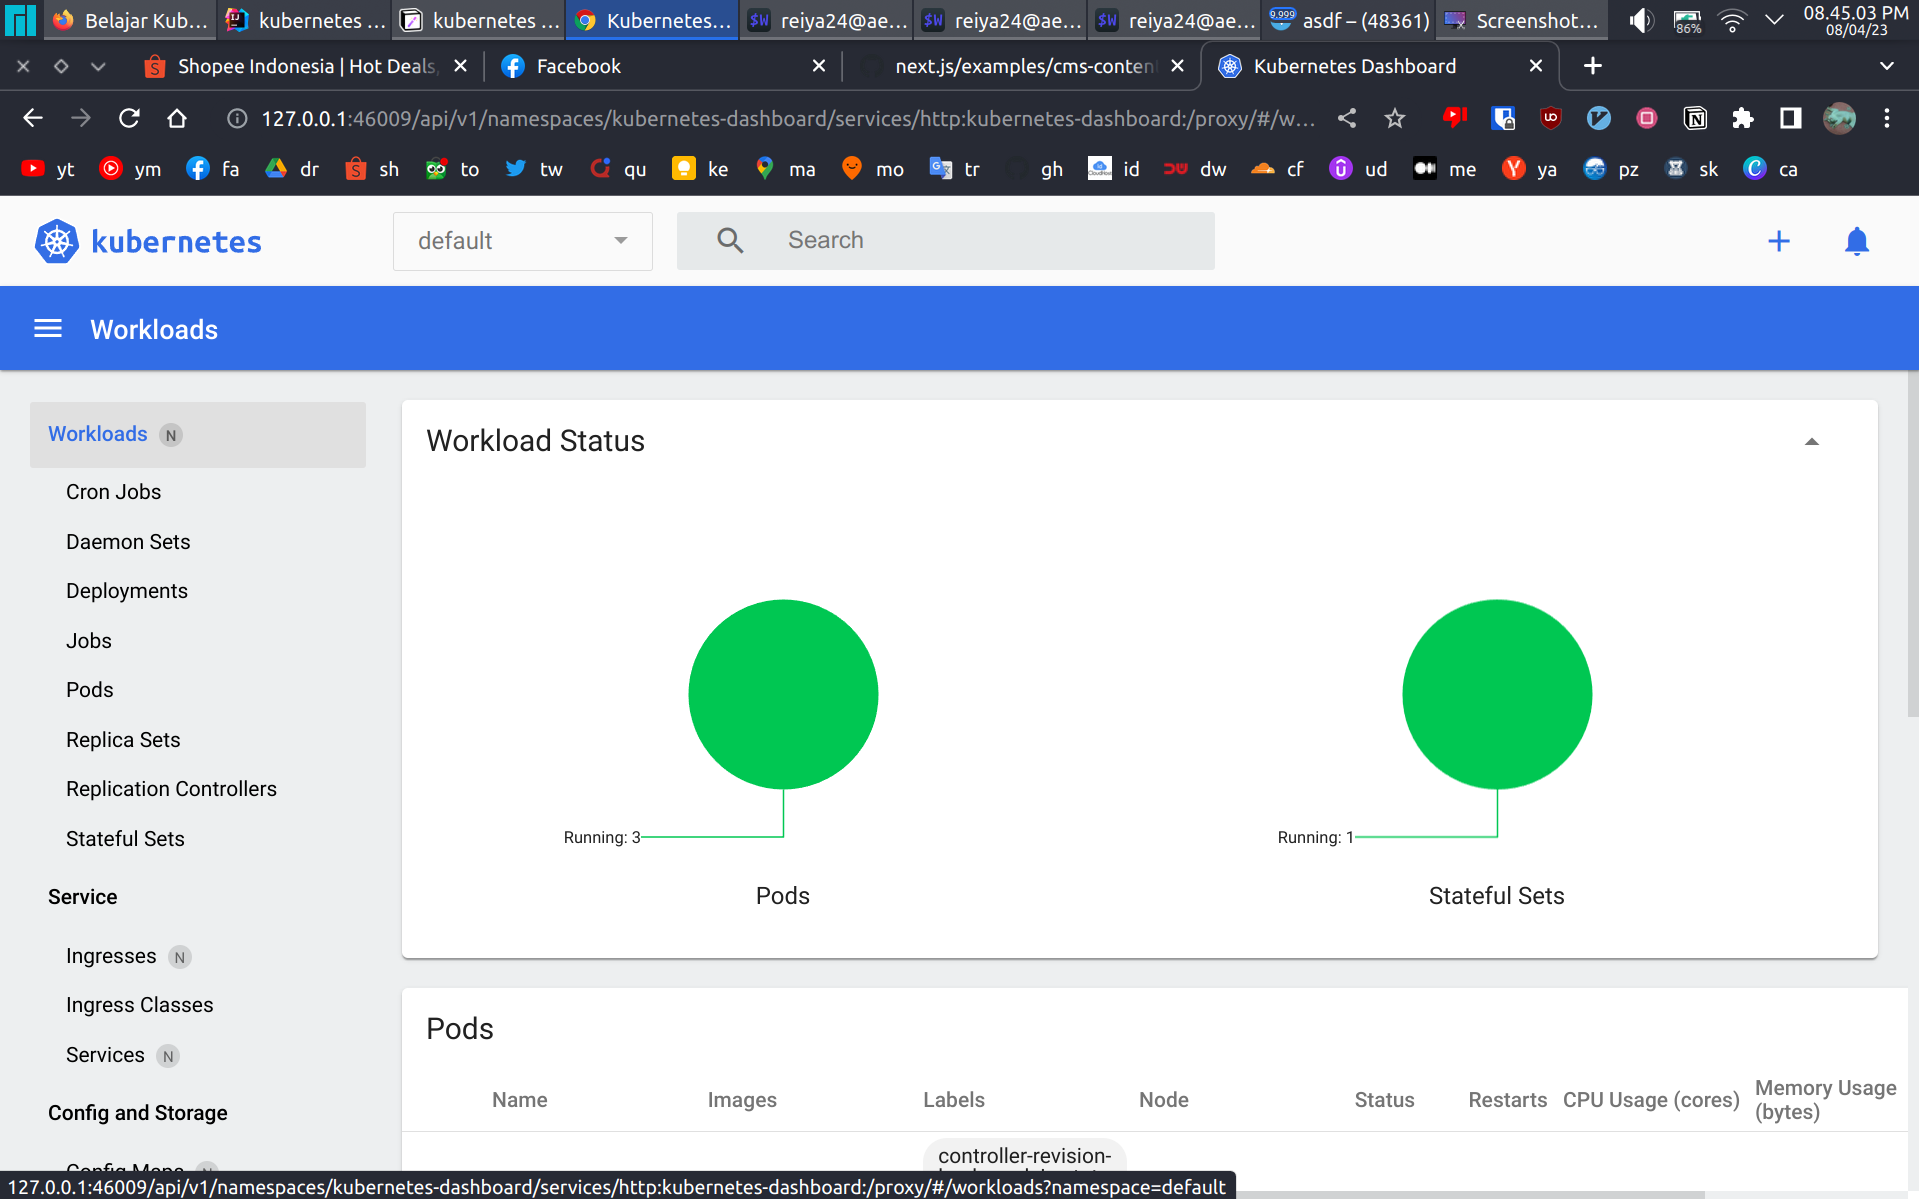 Belajar Kub...
kubernetes ...
kubernetes ...
Kubernetes...
$W reiya24@ae...
$W reiya24@ae...
$W reiya24@ae...
9.999 asdf – (48361)
Screenshot...
86%
08.45.03 PM
08/04/23
Shopee Indonesia | Hot Deals,
Facebook
next.js/examples/cms-conten
Kubernetes Dashboard
127.0.0.1:46009/api/v1/namespaces/kubernetes-dashboard/services/http:kubernetes-dashboard:/proxy/#/w...
yt ym fa dr sh to tw qu ke ma mo tr gh id dw cf ud me ya pz sk ca
kubernetes
default
Search
Workloads
Workloads N
Cron Jobs
Daemon Sets
Deployments
Jobs
Pods
Replica Sets
Replication Controllers
Stateful Sets
Service
Ingresses N
Ingress Classes
Services N
Config and Storage
Config Maps N
Workload Status
Running: 3
Pods
Running: 1
Stateful Sets
Pods
Name Images Labels Node Status Restarts CPU Usage (cores) Memory Usage (bytes)
controller-revision-
127.0.0.1:46009/api/v1/namespaces/kubernetes-dashboard/services/http:kubernetes-dashboard:/proxy/#/workloads?namespace=default